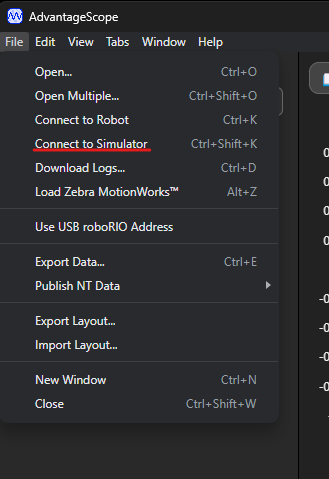 AdvantageScope
File Edit View Tabs Window Help
Open... Ctrl+O
Open Multiple... Ctrl+Shift+O
Connect to Robot Ctrl+K
Connect to Simulator Ctrl+Shift+K
Download Logs... Ctrl+D
Load Zebra MotionWorks™ Alt+Z
Use USB roboRIO Address
Export Data... Ctrl+E
Publish NT Data
Export Layout...
Import Layout...
New Window Ctrl+N
Close Ctrl+Shift+W